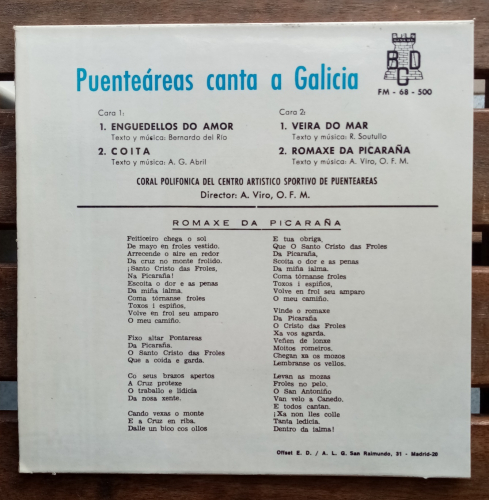 Puenteáreas canta a Galicia
BCD
FM - 68 - 500
Cara 1:
1. ENGUEDELLOS DO AMOR
Texto y música: Bernardo del Río
2. COITA
Texto y música: A. G. Abril
Cara 2:
1. VEIRA DO MAR
Texto y música: R. Soutullo
2. ROMAXE DA PICARAÑA
Texto y música: A. Viro, O. F. M.
CORAL POLIFONICA DEL CENTRO ARTISTICO SPORTIVO DE PUENTEAREAS
Director: A. Viro, O. F. M.
ROMAXE DA PICARAÑA
Feiticeiro chega o sol
De mayo en froles vestido,
Arrecende o aire en redor
Da cruz no monte frolido.
¡Santo Cristo das Froles,
Na Picaraña!
Escoita o dor e as penas
Da miña ialma.
Coma tórnanse froles
Toxos i espiños,
Volve en frol seu amparo
O meu camiño.
Fixo altar Pontareas
Da Picaraña.
O Santo Cristo das Froles
Que a coida e garda.
Co seus brazos apertos
A Cruz protexe
O traballo e lidicia
Da nosa xente.
Cando vexas o monte
E a Crus en riba,
Dalle un bico cos ollos
E tua obriga,
Que O Santo Cristo das Froles
Da Picaraña,
Scoita o dor e as penas
Da miña ialma.
Coma tórnanse froles
Toxos i espiños,
Volve en frol seu amparo
O meu camiño.
Vinde o romaxe
Da Picaraña
O Cristo das Froles
Xa vos agarda.
Veñen de lonxe
Moitos romeiros.
Chegan xa os mozos
Lembranse os vellos.
Levan as mozas
Froles no pelo.
O San Antoniño
Van velo a Canedo.
E todos cantan.
¡Xa non lles colle
Tanta ledicia.
Dentro da ialma!
Offset E. D. / A. L. G. San Raimundo, 31 - Madrid-20